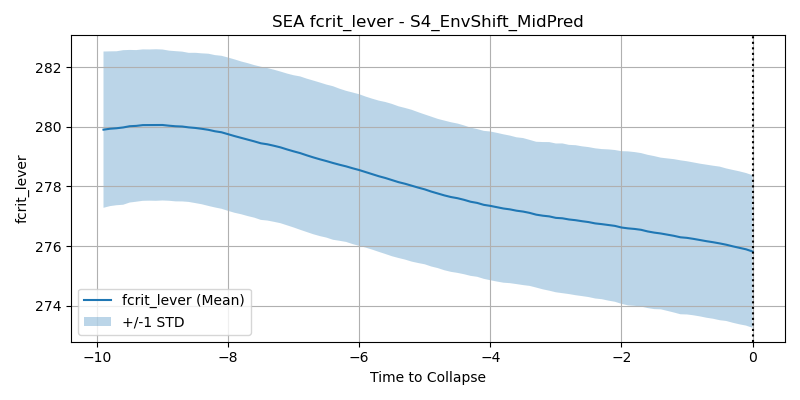 SEA fcrit_lever - S4_EnvShift_MidPred
fcrit_lever
282
280
278
276
274
fcrit_lever (Mean)
+/-1 STD
−10
−8
−6
−4
−2
0
Time to Collapse